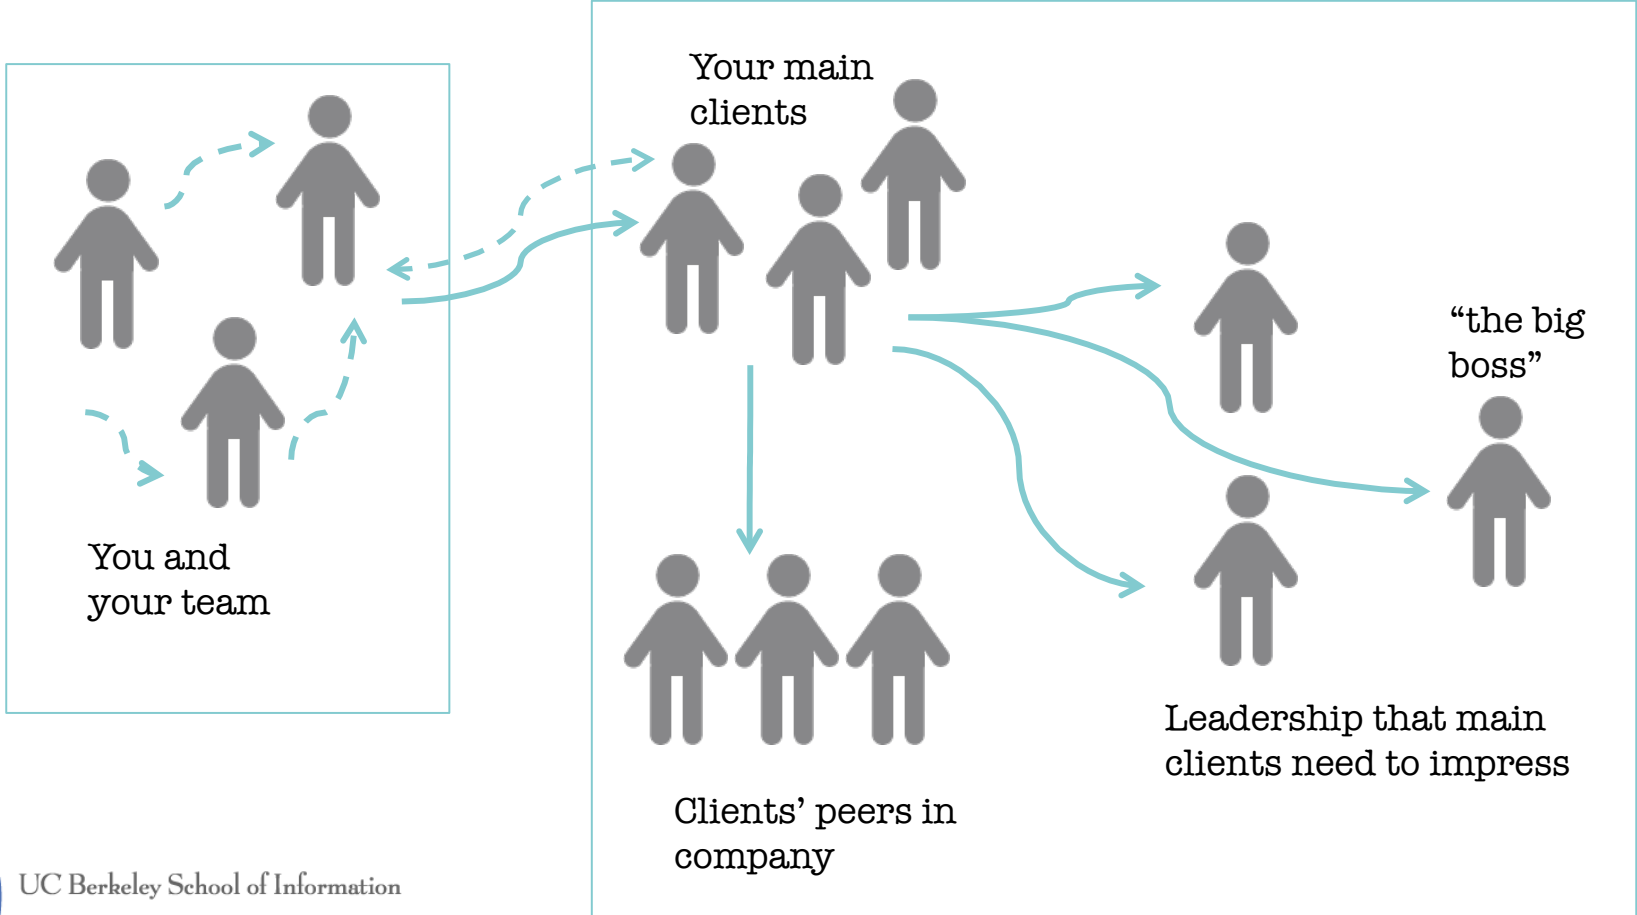 Your main
clients
“the big
boss”
You and
your team
Leadership that main
clients need to impress
Clients’ peers in
company
UC Berkeley School of Information